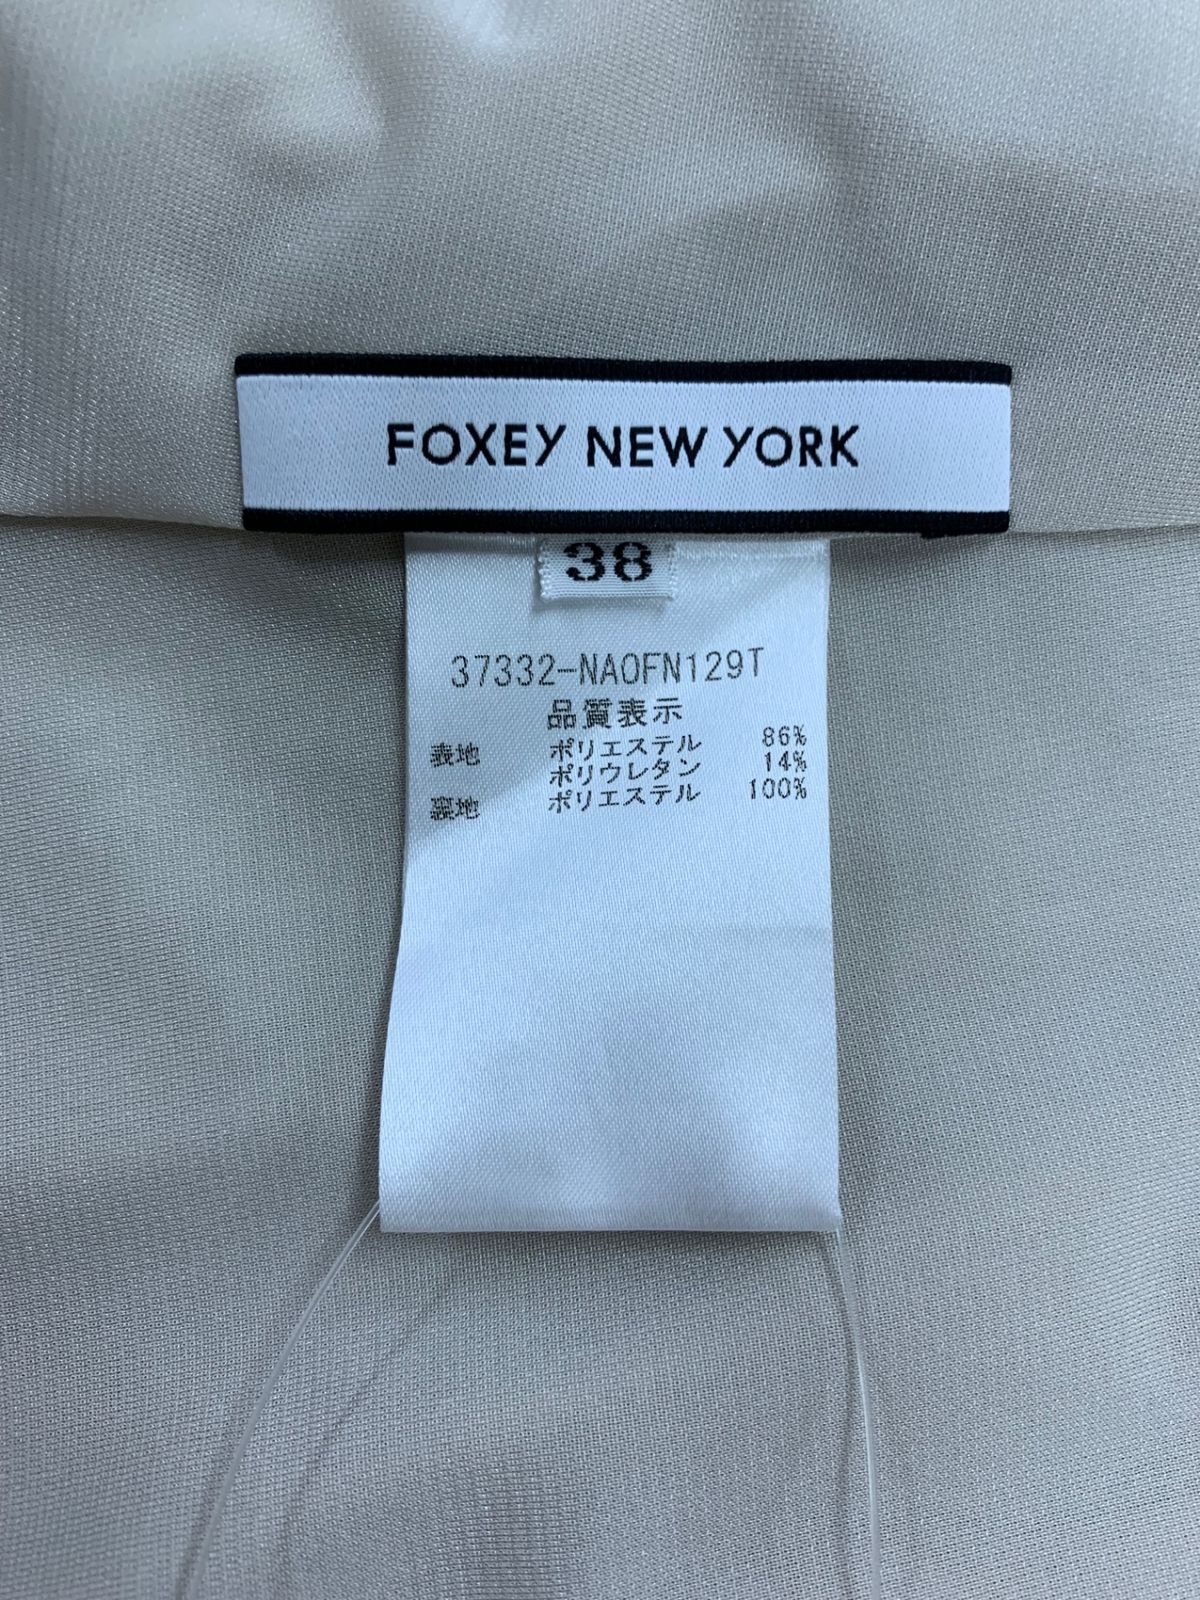 FOXEY NEW YORK
38
37332-NAOFN129T
品質表示
表地 ポリエステル 86%
ポリウレタン 14%
裏地 ポリエステル 100%